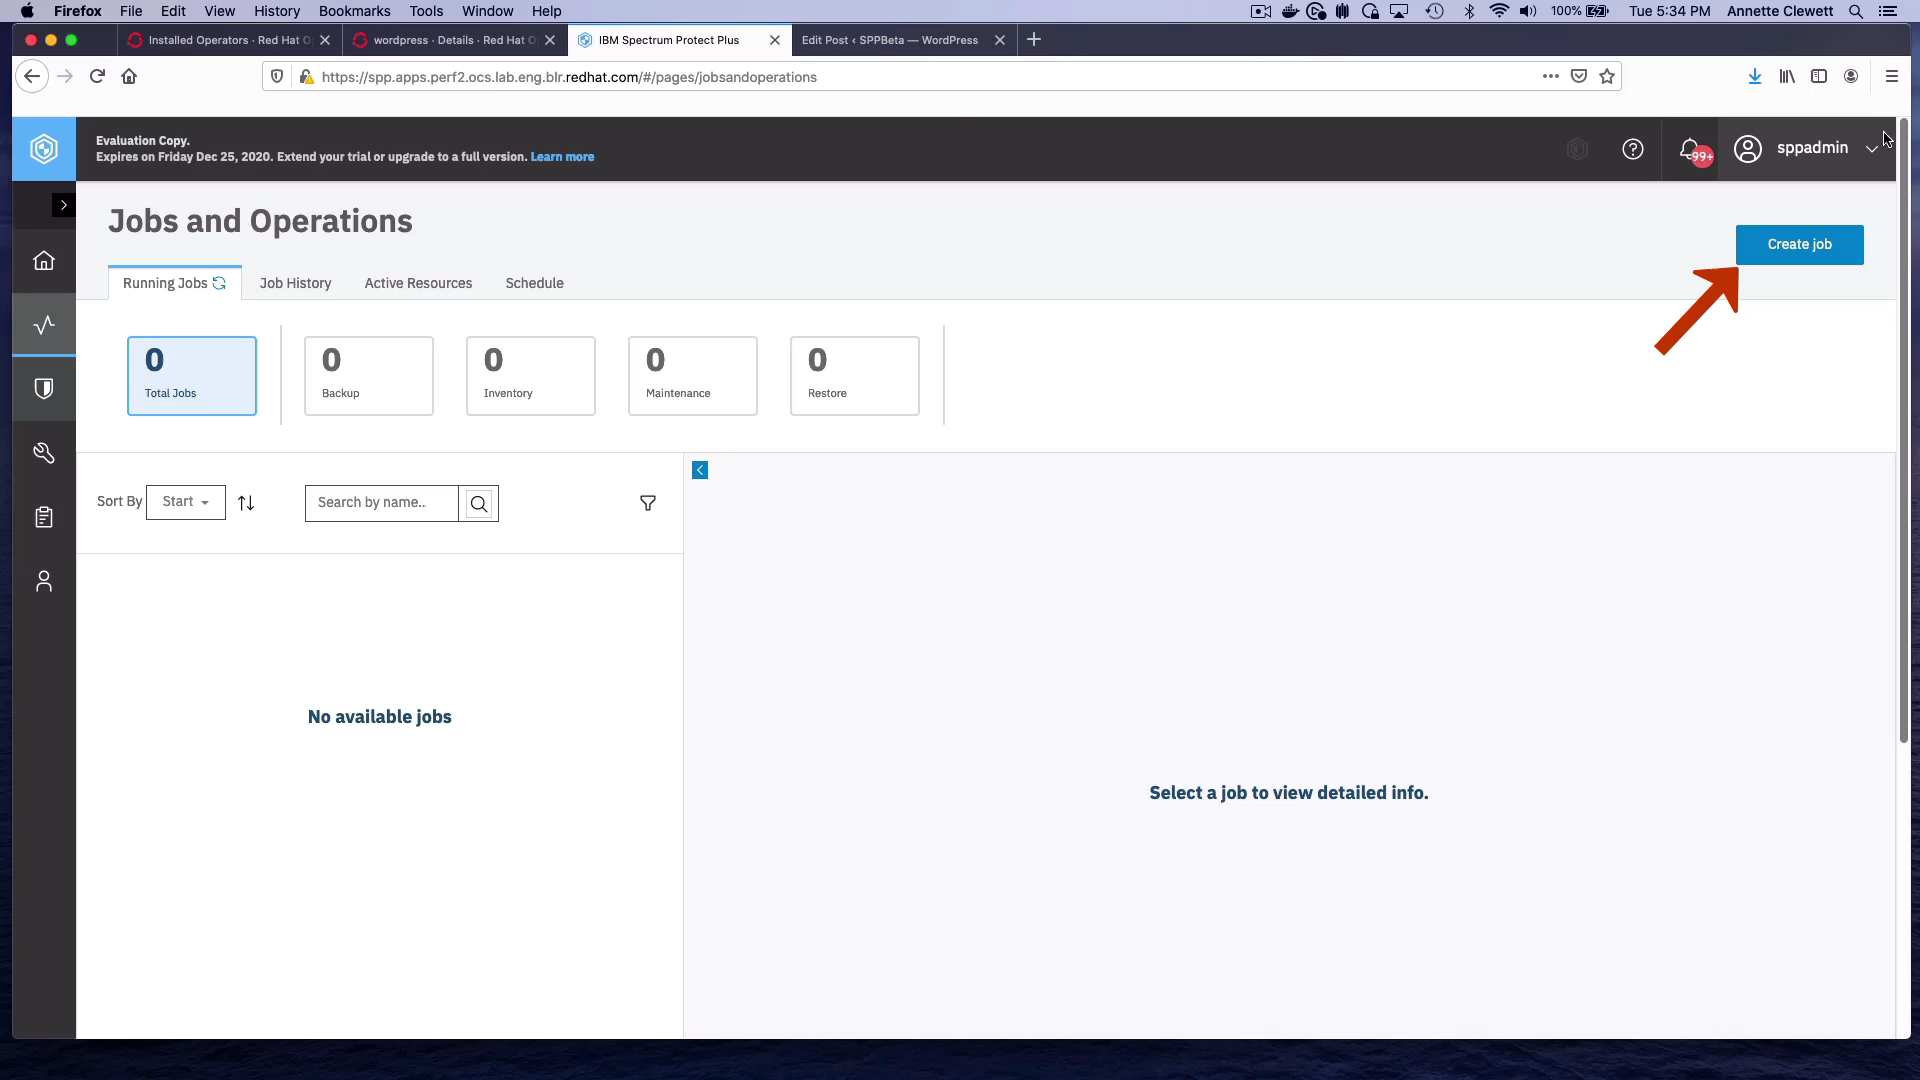 Firefox File Edit View History Bookmarks Tools Window Help 100% Tue 5:34 PM Annette Clewett
Installed Operators · Red Hat O
wordpress · Details · Red Hat O
IBM Spectrum Protect Plus
Edit Post ‹ SPPBeta — WordPress
https://spp.apps.perf2.ocs.lab.eng.blr.redhat.com/#/pages/jobsandoperations
Evaluation Copy.
Expires on Friday Dec 25, 2020. Extend your trial or upgrade to a full version. Learn more
99+
sppadmin
Jobs and Operations
Create job
Running Jobs Job History Active Resources Schedule
0 0 0 0 0
Total Jobs Backup Inventory Maintenance Restore
Sort By Start Search by name..
No available jobs
Select a job to view detailed info.